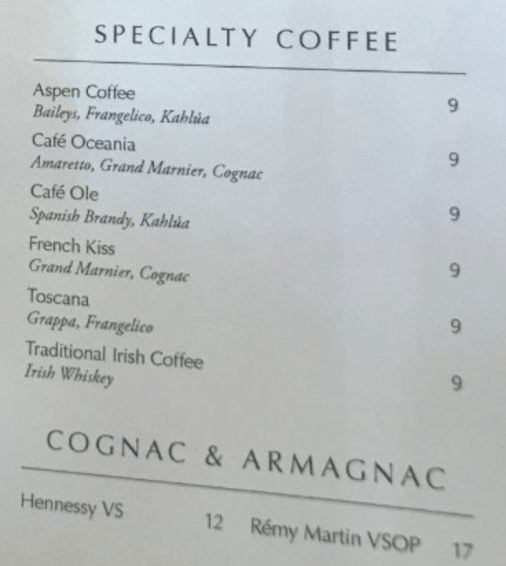 SPECIALTY COFFEE
Aspen Coffee 9
Baileys, Frangelico, Kahlúa
Café Oceania 9
Amaretto, Grand Marnier, Cognac
Café Ole 9
Spanish Brandy, Kahlúa
French Kiss 9
Grand Marnier, Cognac
Toscana 9
Grappa, Frangelico
Traditional Irish Coffee 9
Irish Whiskey
COGNAC & ARMAGNAC
Hennessy VS 12 Rémy Martin VSOP 17